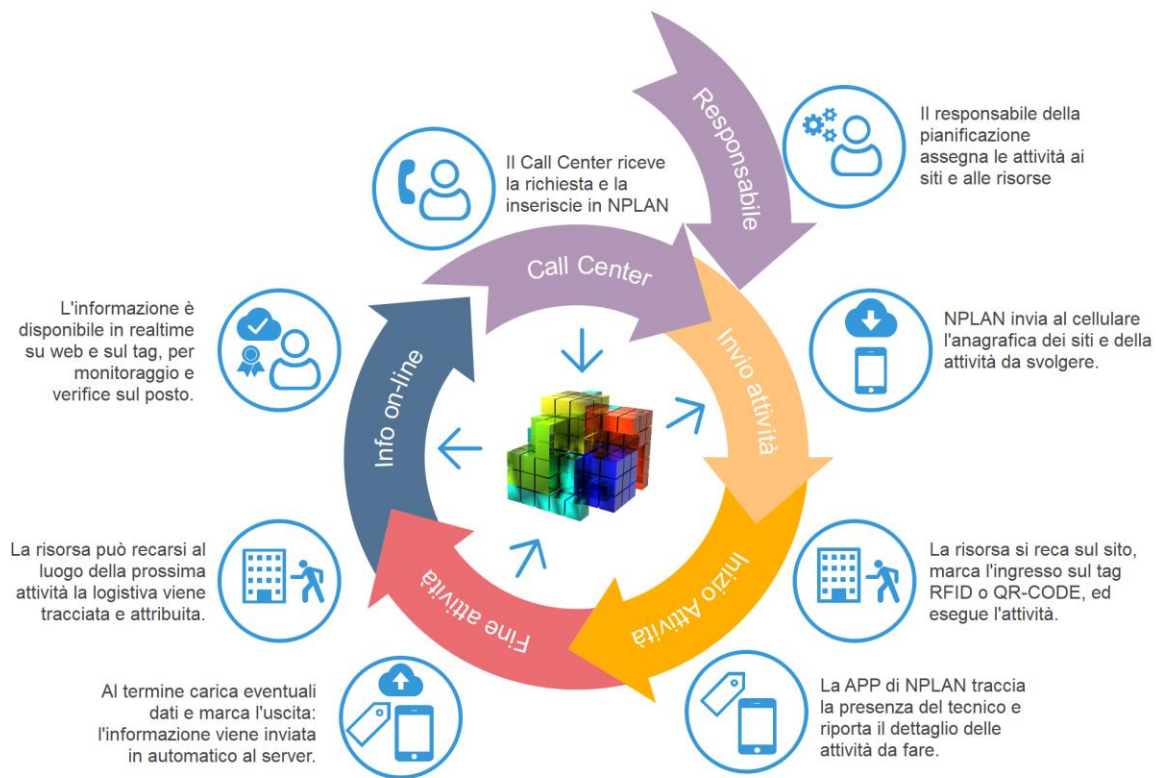 Responsabile
Il responsabile della
pianificazione
assegna le attività ai
siti e alle risorse
Il Call Center riceve
la richiesta e la
inseriscie in NPLAN
Call Center
L'informazione è
disponibile in realtime
su web e sul tag, per
monitoraggio e
verifiche sul posto.
Info on-line
Invio attività
NPLAN invia al cellulare
l'anagrafica dei siti e della
attività da svolgere.
La risorsa può recarsi al
luogo della prossima
attività la logistiva viene
tracciata e attribuita.
Fine attività
Inizio Attività
La risorsa si reca sul sito,
marca l'ingresso sul tag
RFID o QR-CODE, ed
esegue l'attività.
Al termine carica eventuali
dati e marca l'uscita:
l'informazione viene inviata
in automatico al server.
La APP di NPLAN traccia
la presenza del tecnico e
riporta il dettaglio delle
attività da fare.